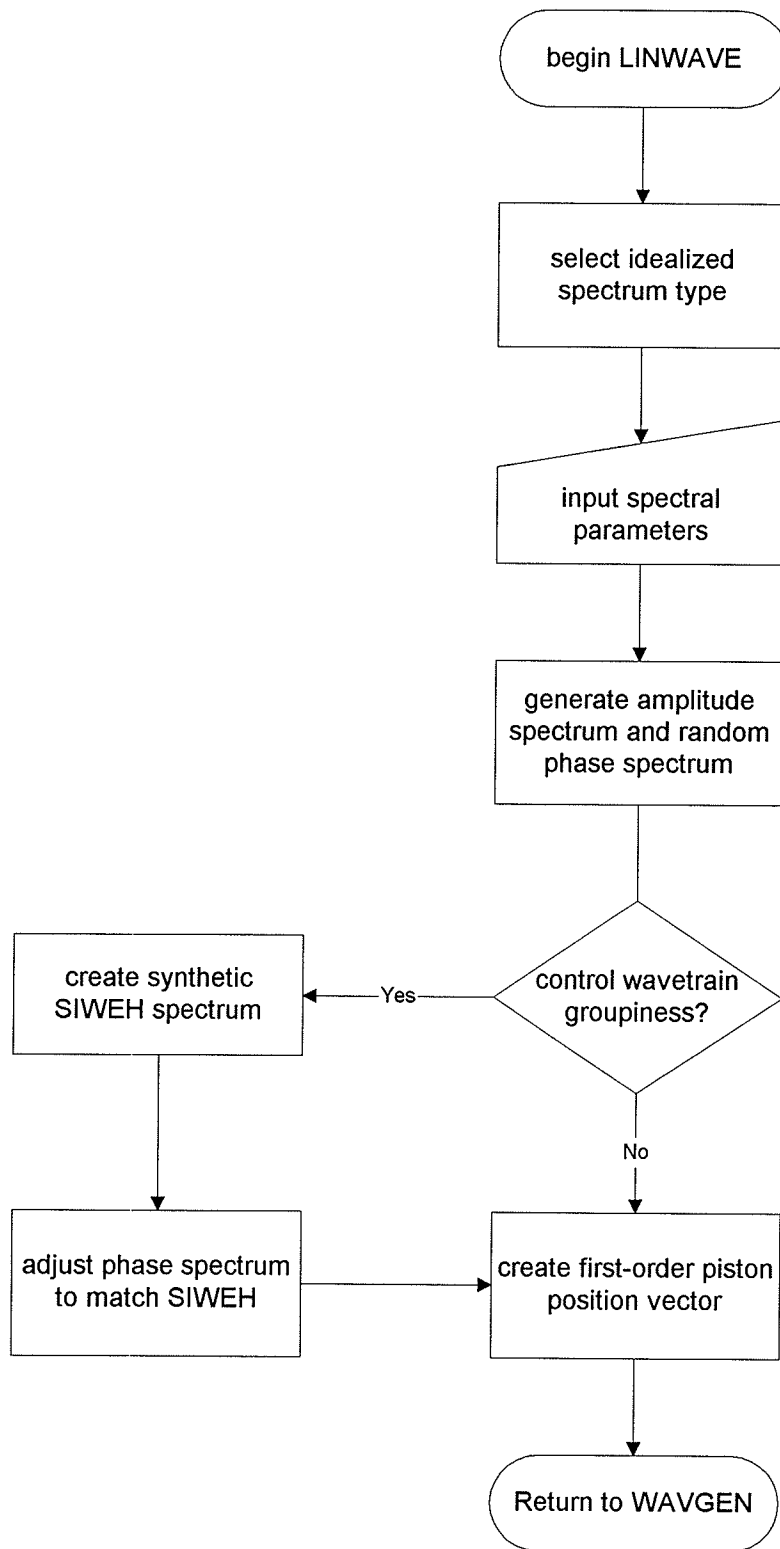 begin LINWAVE
select idealized
spectrum type
input spectral
parameters
generate amplitude
spectrum and random
phase spectrum
control wavetrain
groupiness?
Yes
create synthetic
SIWEH spectrum
No
adjust phase spectrum
to match SIWEH
create first-order piston
position vector
Return to WAVGEN